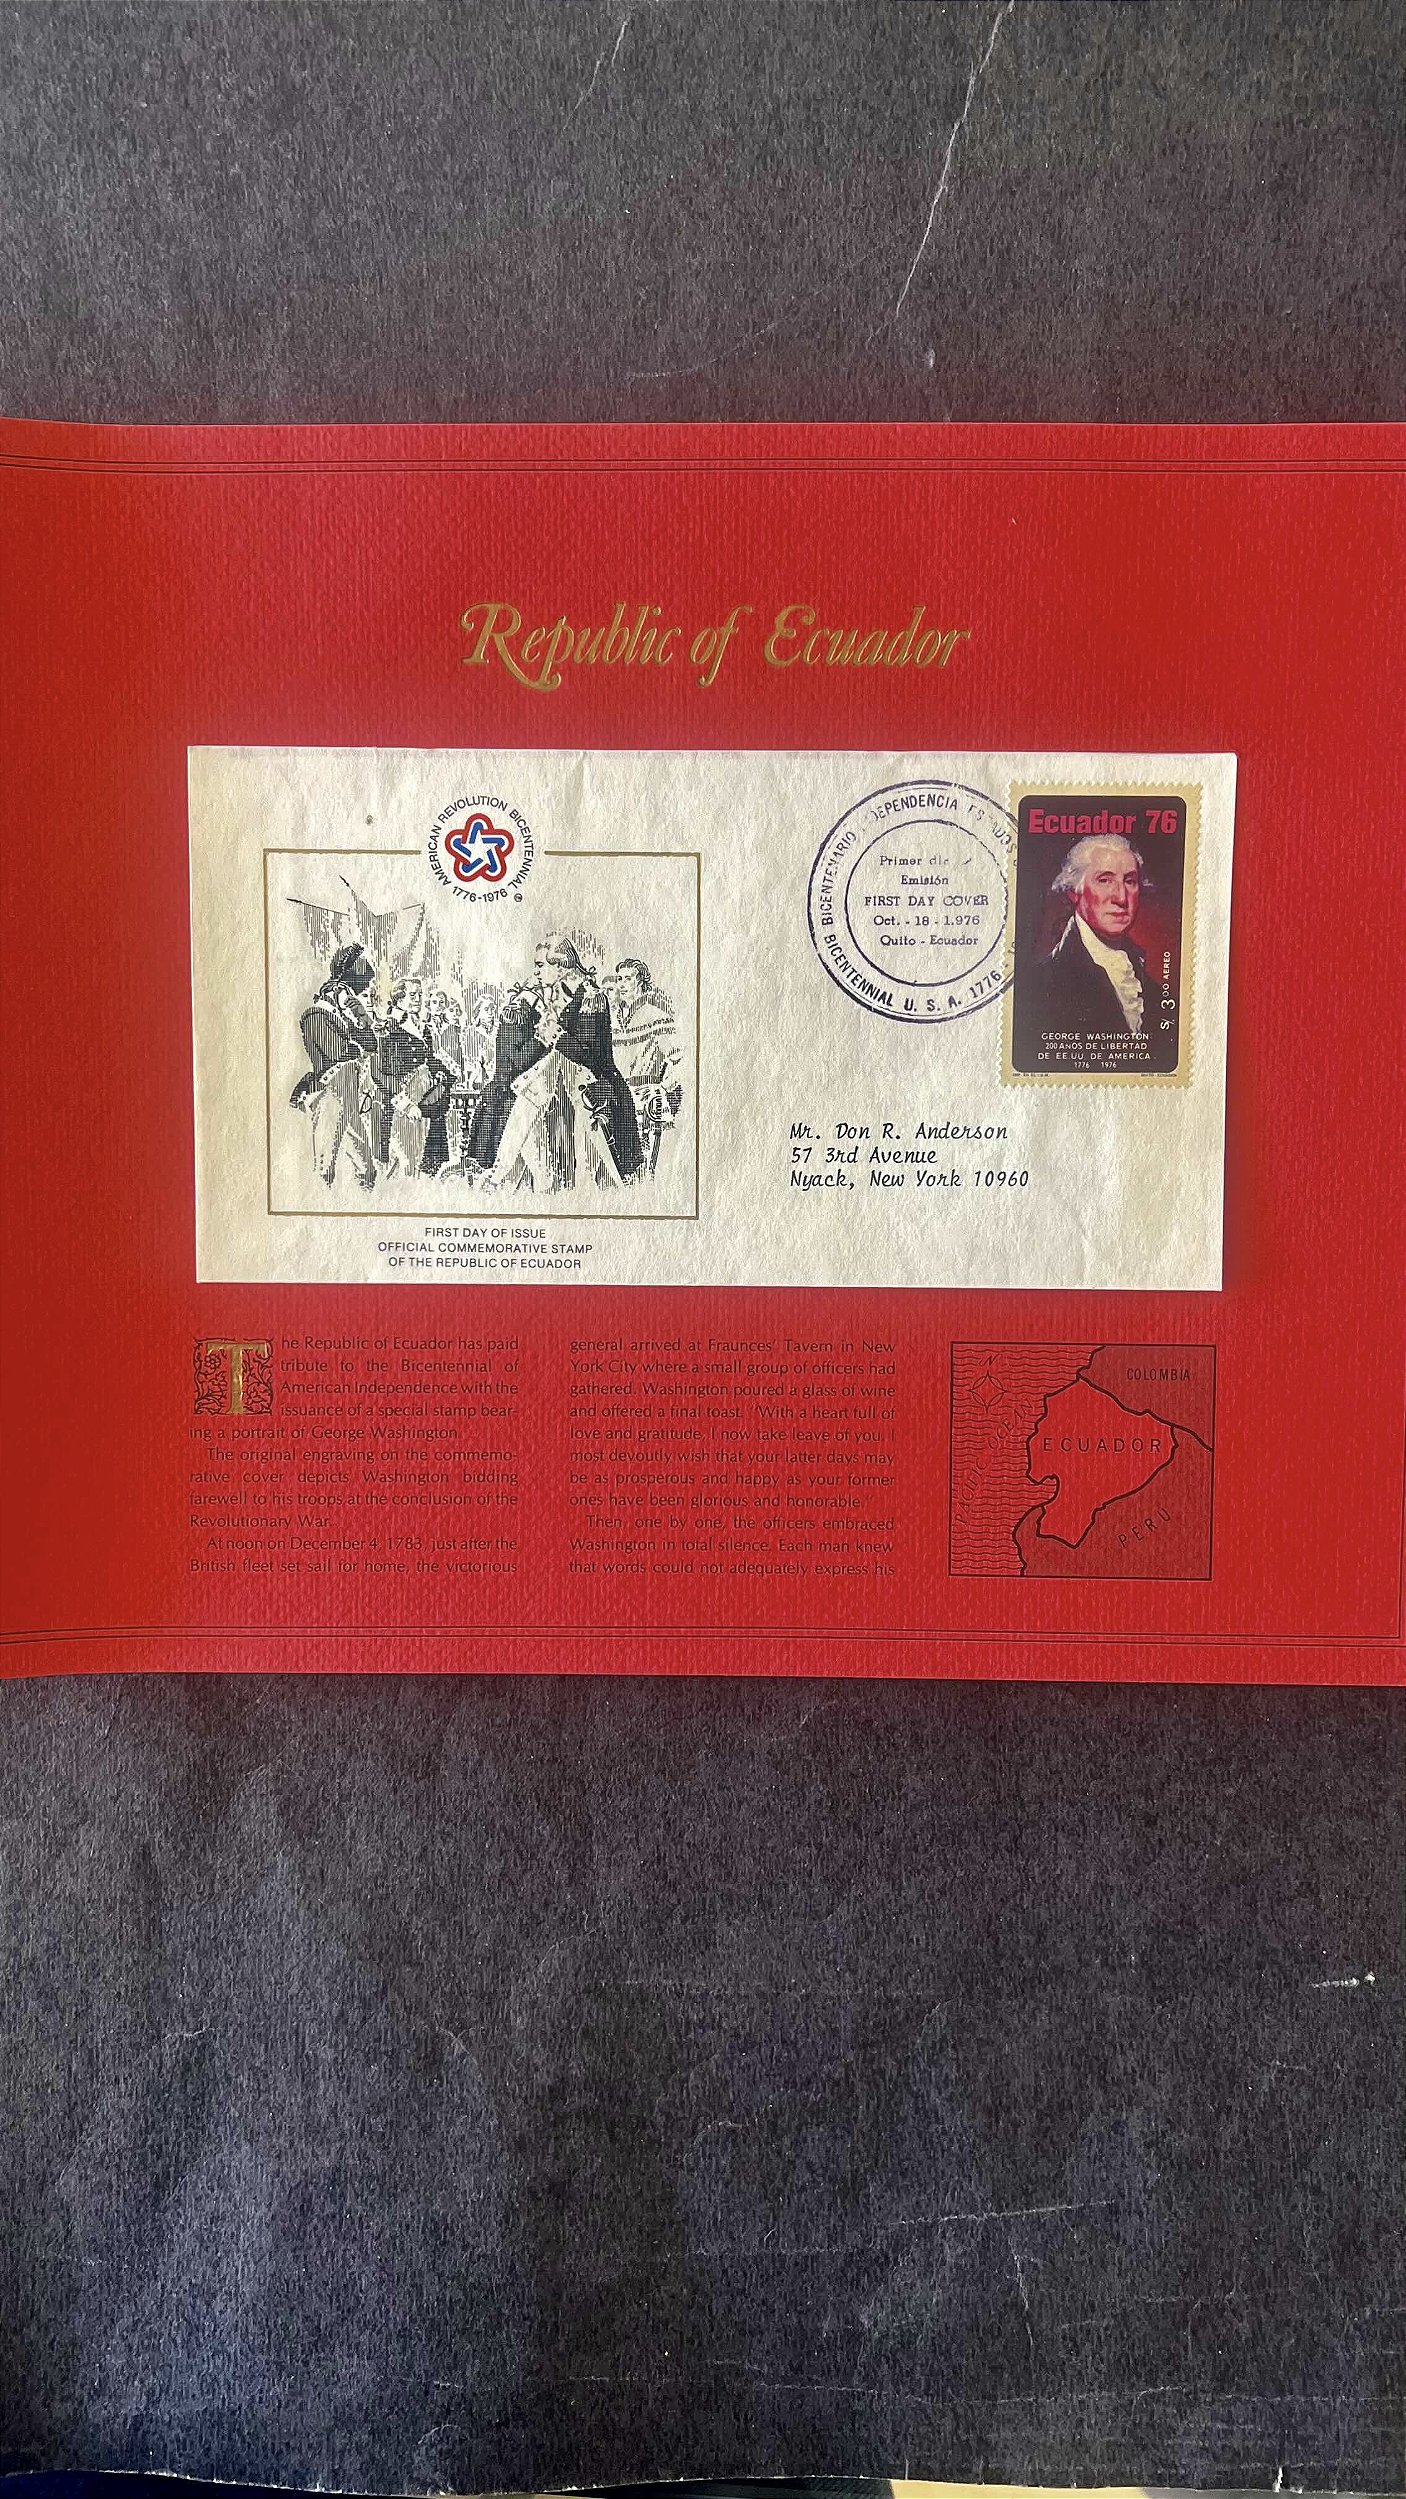 Republic of Ecuador
AMERICAN REVOLUTION BICENTENNIAL
1776-1976
BICENTENARIO
BICENTENNIAL U. S. A. 1776
Primer
Emisión
FIRST DAY COVER
Oct. - 18 - 1.976
Quito - Ecuador
Ecuador 76
S/. 3 00 AEREO
GEORGE WASHINGTON
200 AÑOS DE LIBERTAD
DE EE.UU. DE AMERICA.
1776 1976
Mr. Don R. Anderson
57 3rd Avenue
Nyack, New York 10960
FIRST DAY OF ISSUE
OFFICIAL COMMEMORATIVE STAMP
OF THE REPUBLIC OF ECUADOR
The Republic of Ecuador has paid
tribute to the Bicentennial of
American Independence with the
issuance of a special stamp bear-
ing a portrait of George Washington.
The original engraving on the commemo-
rative cover depicts Washington bidding
farewell to his troops at the conclusion of the
Revolutionary War.
At noon on December 4, 1783, just after the
British fleet set sail for home, the victorious
general arrived at Fraunces' Tavern in New
York City where a small group of officers had
gathered. Washington poured a glass of wine
and offered a final toast. "With a heart full of
love and gratitude, I now take leave of you. I
most devoutly wish that your latter days may
be as prosperous and happy as your former
ones have been glorious and honorable."
Then, one by one, the officers embraced
Washington in total silence. Each man knew
that words could not adequately express his
N
COLOMBIA
PACIFIC OCEAN
ECUADOR
PERU